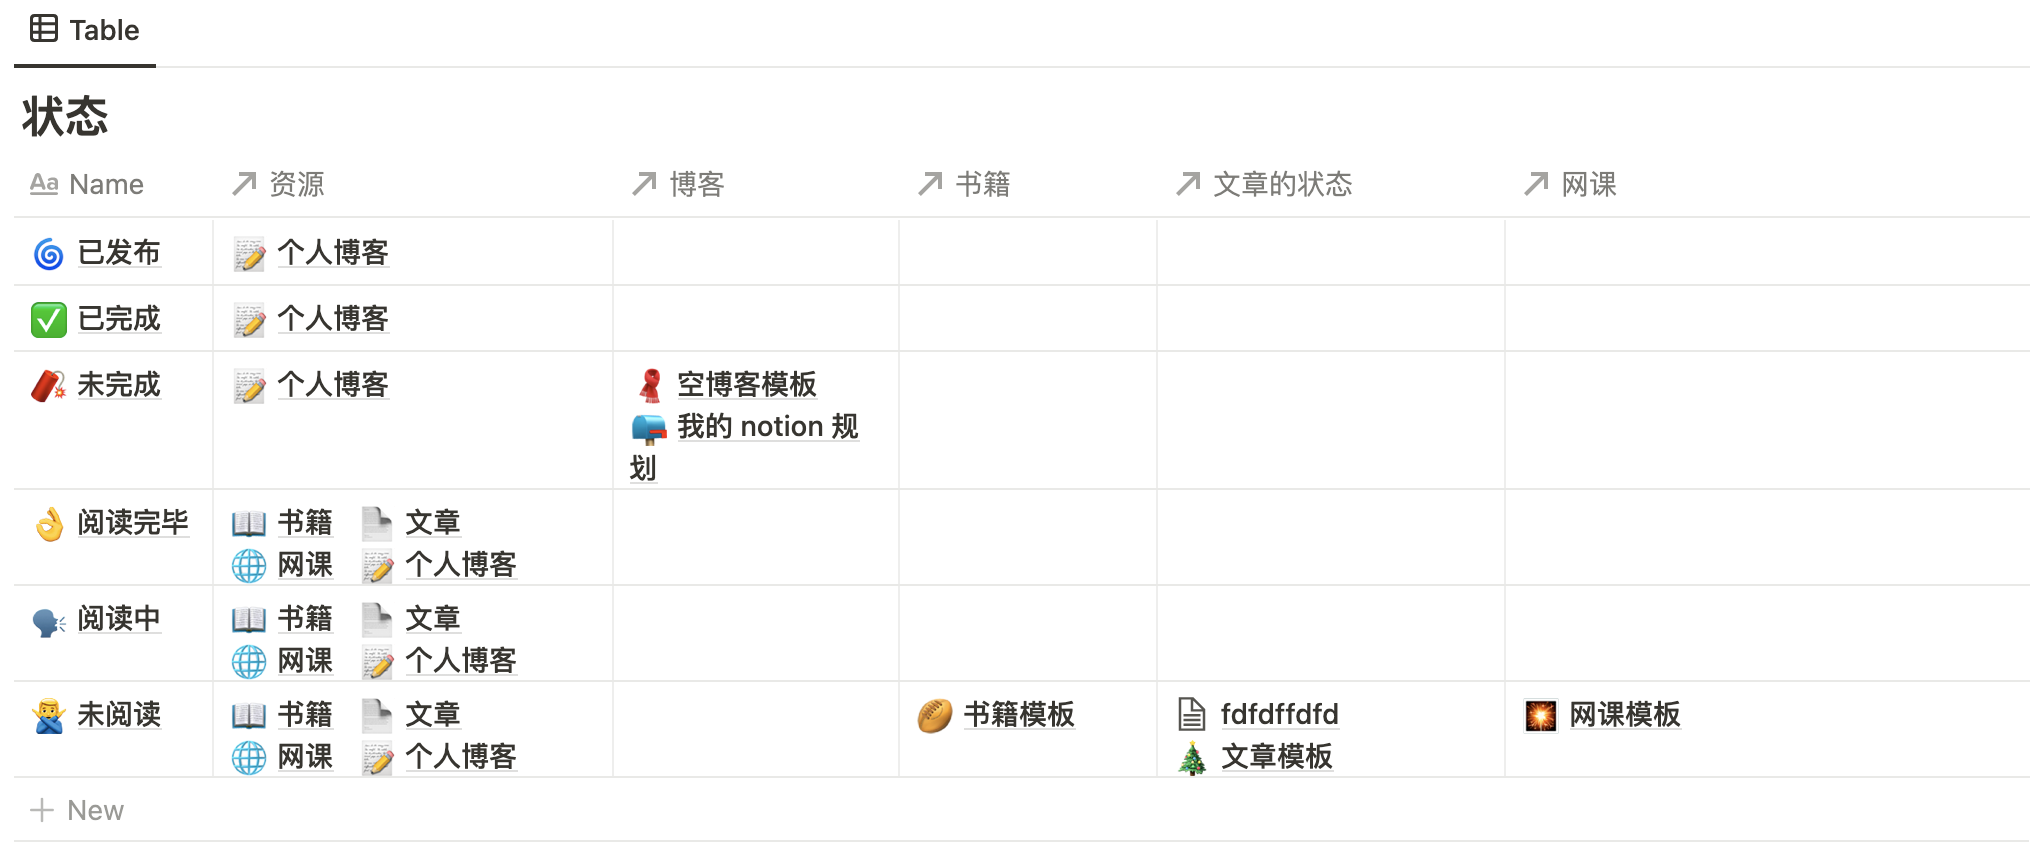 Table
状态
Name 资源 博客 书籍 文章的状态 网课
已发布 个人博客
已完成 个人博客
未完成 个人博客 空博客模板
我的 notion 规
划
阅读完毕 书籍 文章
网课 个人博客
阅读中 书籍 文章
网课 个人博客
未阅读 书籍 文章 书籍模板 fdfdffdfd 网课模板
网课 个人博客 文章模板
New